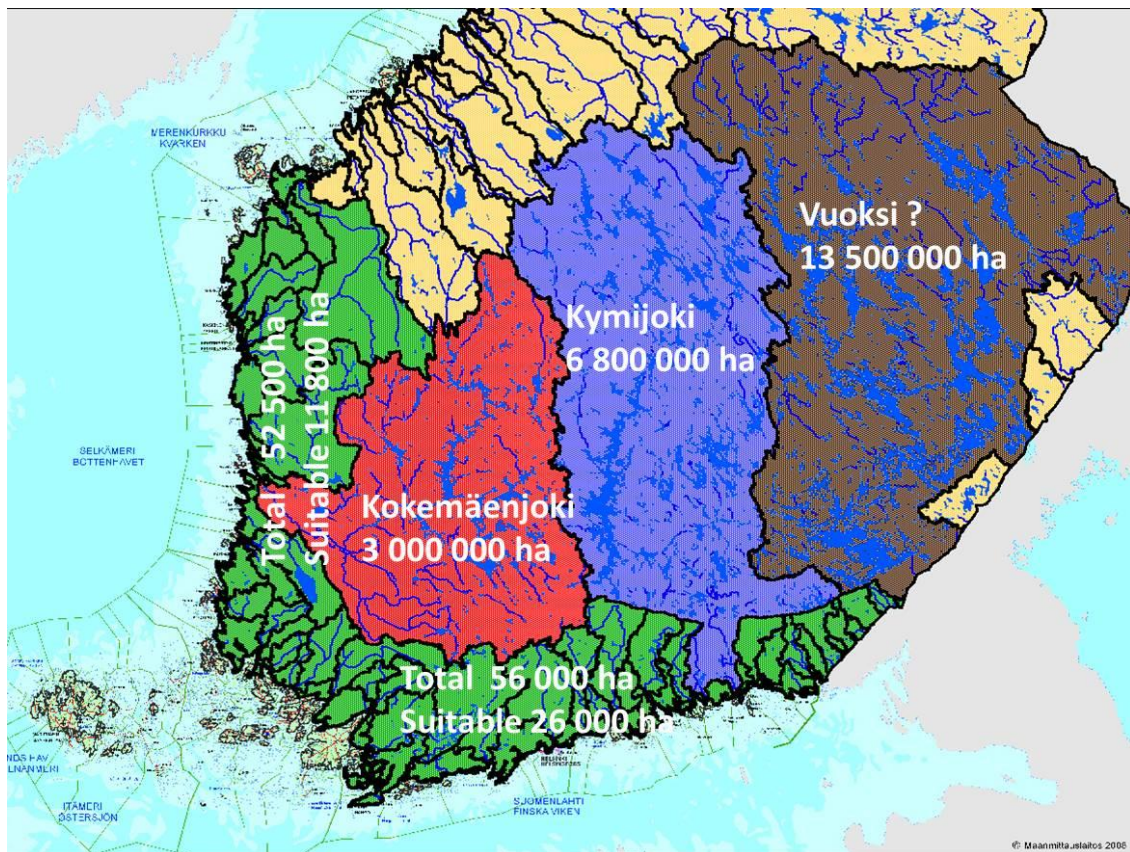 MERENKURKKU
KVARKEN
Vuoksi ?
13 500 000 ha
Kymijoki
6 800 000 ha
Total 52 500 ha
Suitable 11 800 ha
SELKÄMERI
BOTTENHAVET
Kokemäenjoki
3 000 000 ha
Total 56 000 ha
Suitable 26 000 ha
NDS HAV
ITÄMERI
ÖSTERSJÖN
SUOMENLAHTI
FINSKA VIKEN
© Maanmittauslaitos 2008